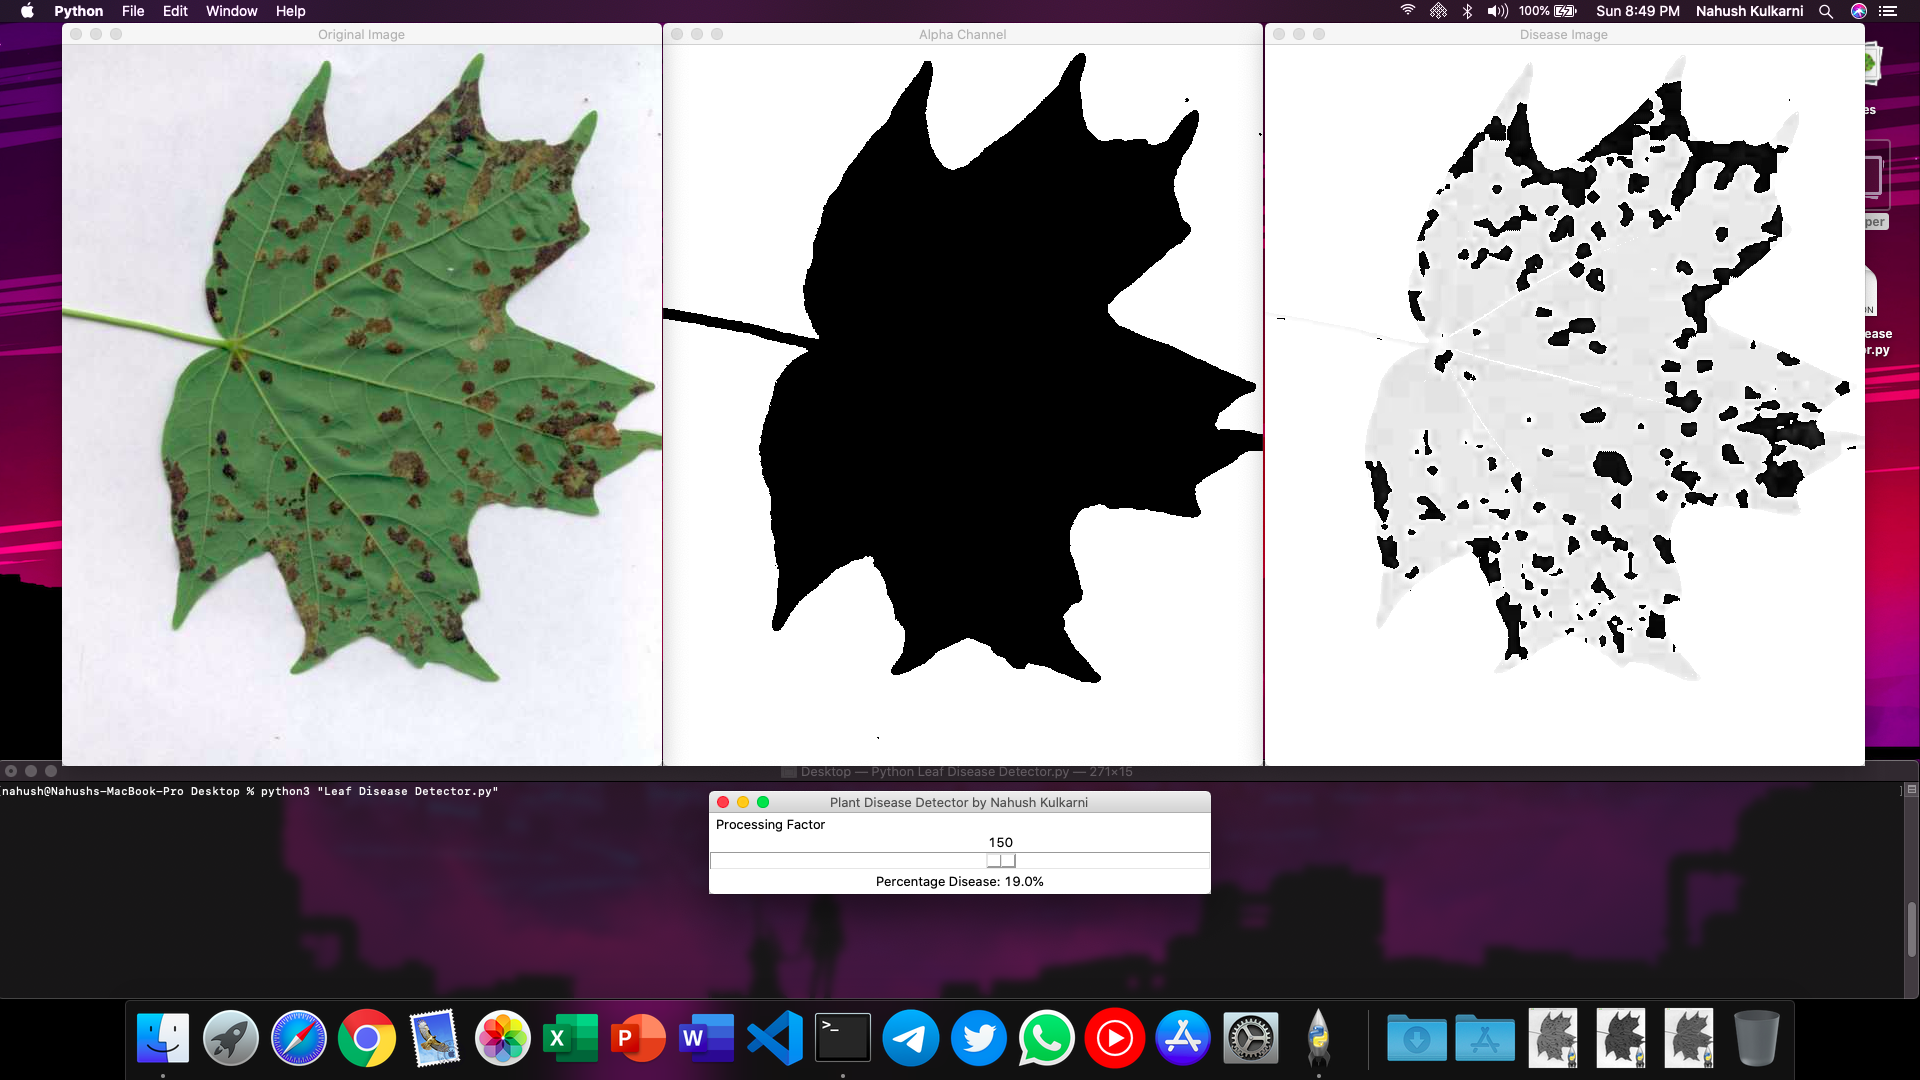 Python File Edit Window Help
100% Sun 8:49 PM Nahush Kulkarni
Original Image
Alpha Channel
Disease Image
es
per
ON
ease
r.py
Desktop — Python Leaf Disease Detector.py — 271×15
[nahush@Nahushs-MacBook-Pro Desktop % python3 "Leaf Disease Detector.py" ]
Plant Disease Detector by Nahush Kulkarni
Processing Factor
150
Percentage Disease: 19.0%
X
P
W
>_